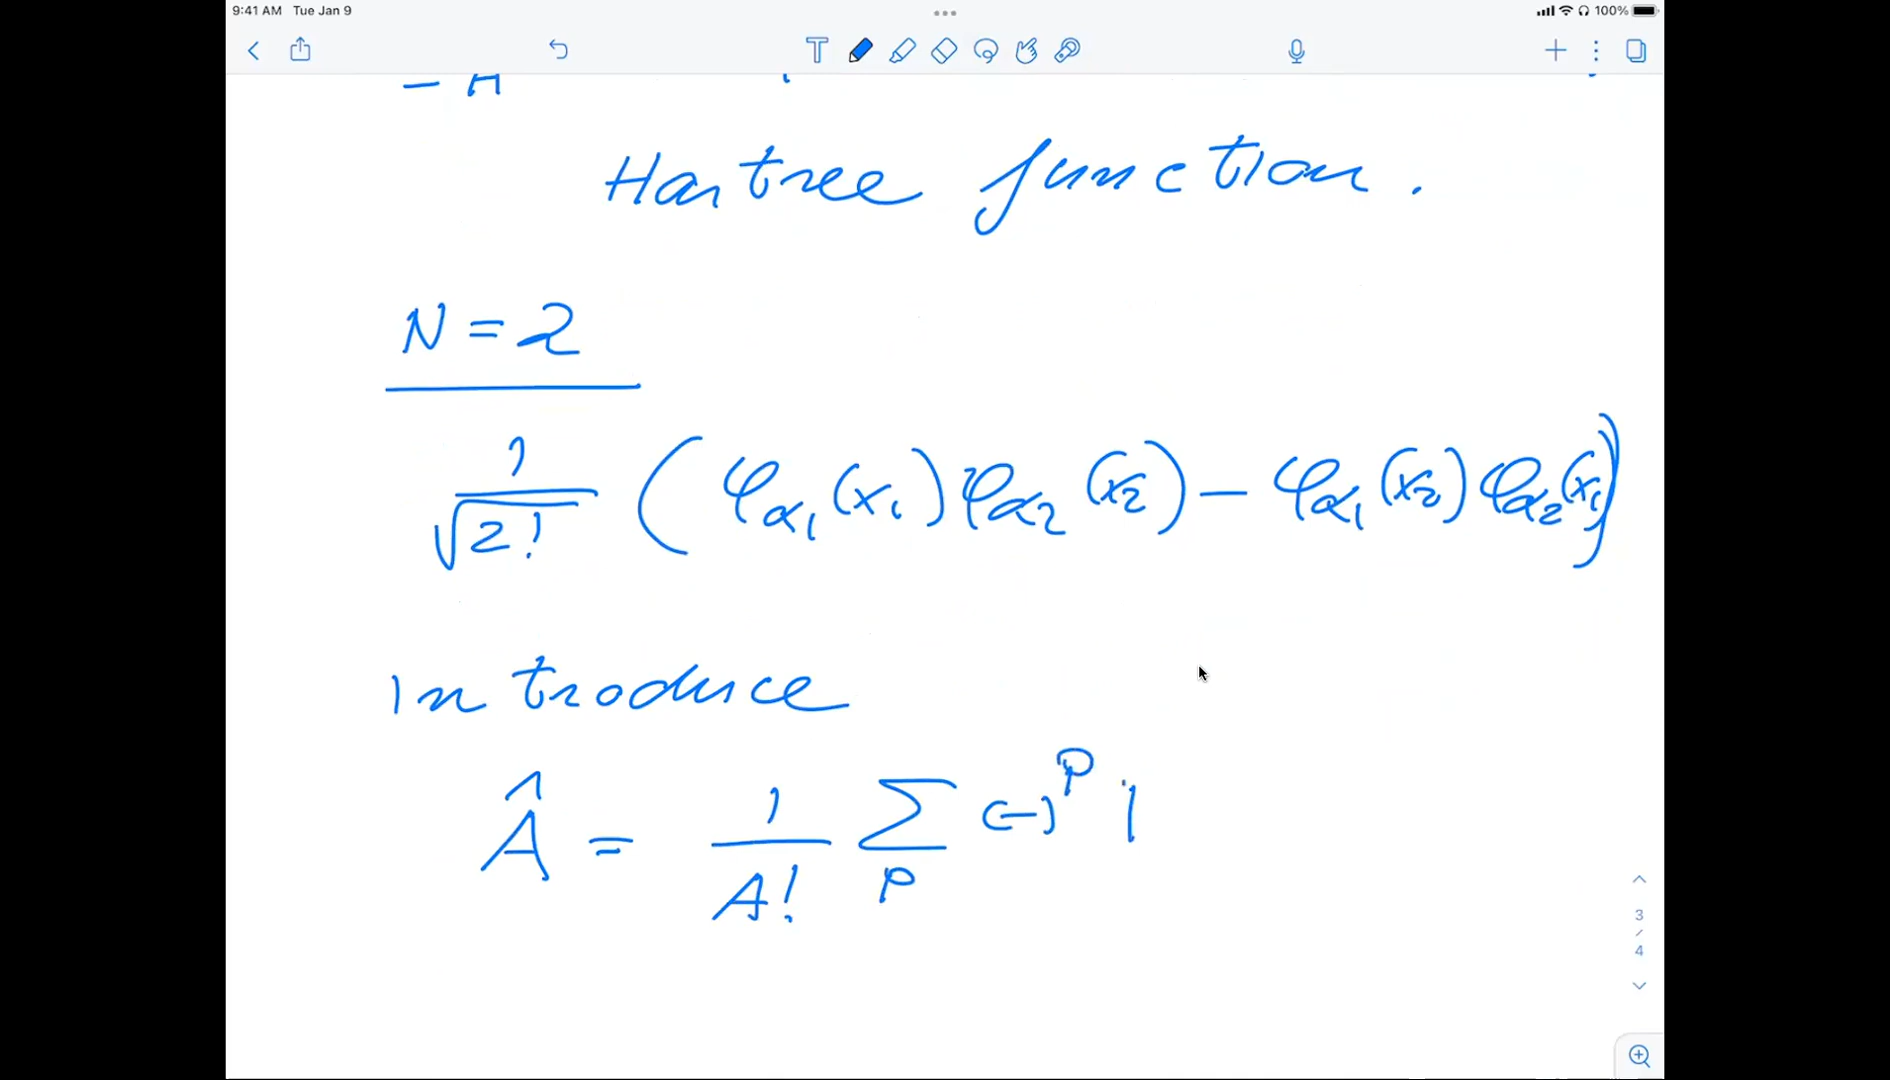 9:41 AM Tue Jan 9
100%
Hartree function.
N = 2
1/√2! ( φα₁(x₁) φα₂(x₂) − φα₁(x₂) φα₂(x₁) )
introduce
Â = 1/A! Σ_P (−)^P
3
/
4